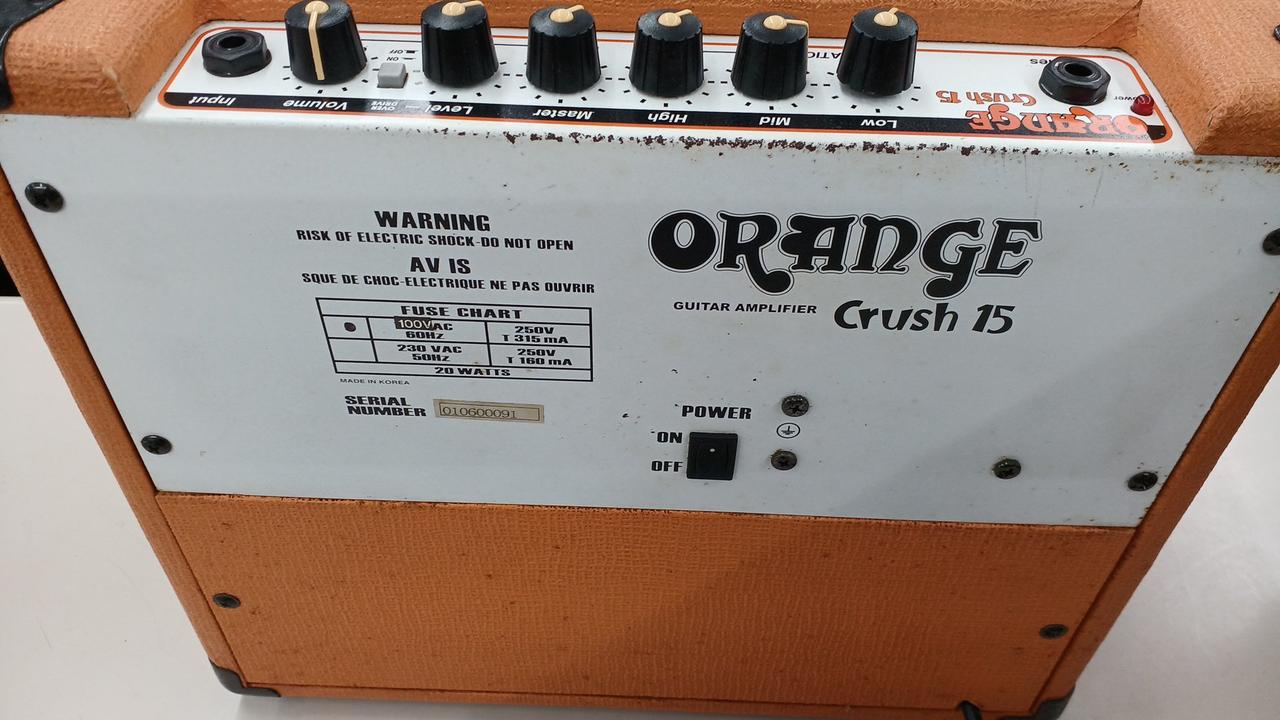 Input
Volume
OFF
ON
OVER
DRIVE
Level
Master
High
Mid
Low
Crush 15
ORANGE
WARNING
RISK OF ELECTRIC SHOCK-DO NOT OPEN
AV IS
SQUE DE CHOC-ELECTRIQUE NE PAS OUVRIR
FUSE CHART
100VAC
60Hz
250V
T 315 mA
230 VAC
50Hz
250V
T 160 mA
20 WATTS
MADE IN KOREA
SERIAL
NUMBER
010600091
ORANGE
GUITAR AMPLIFIER Crush 15
POWER
ON
OFF